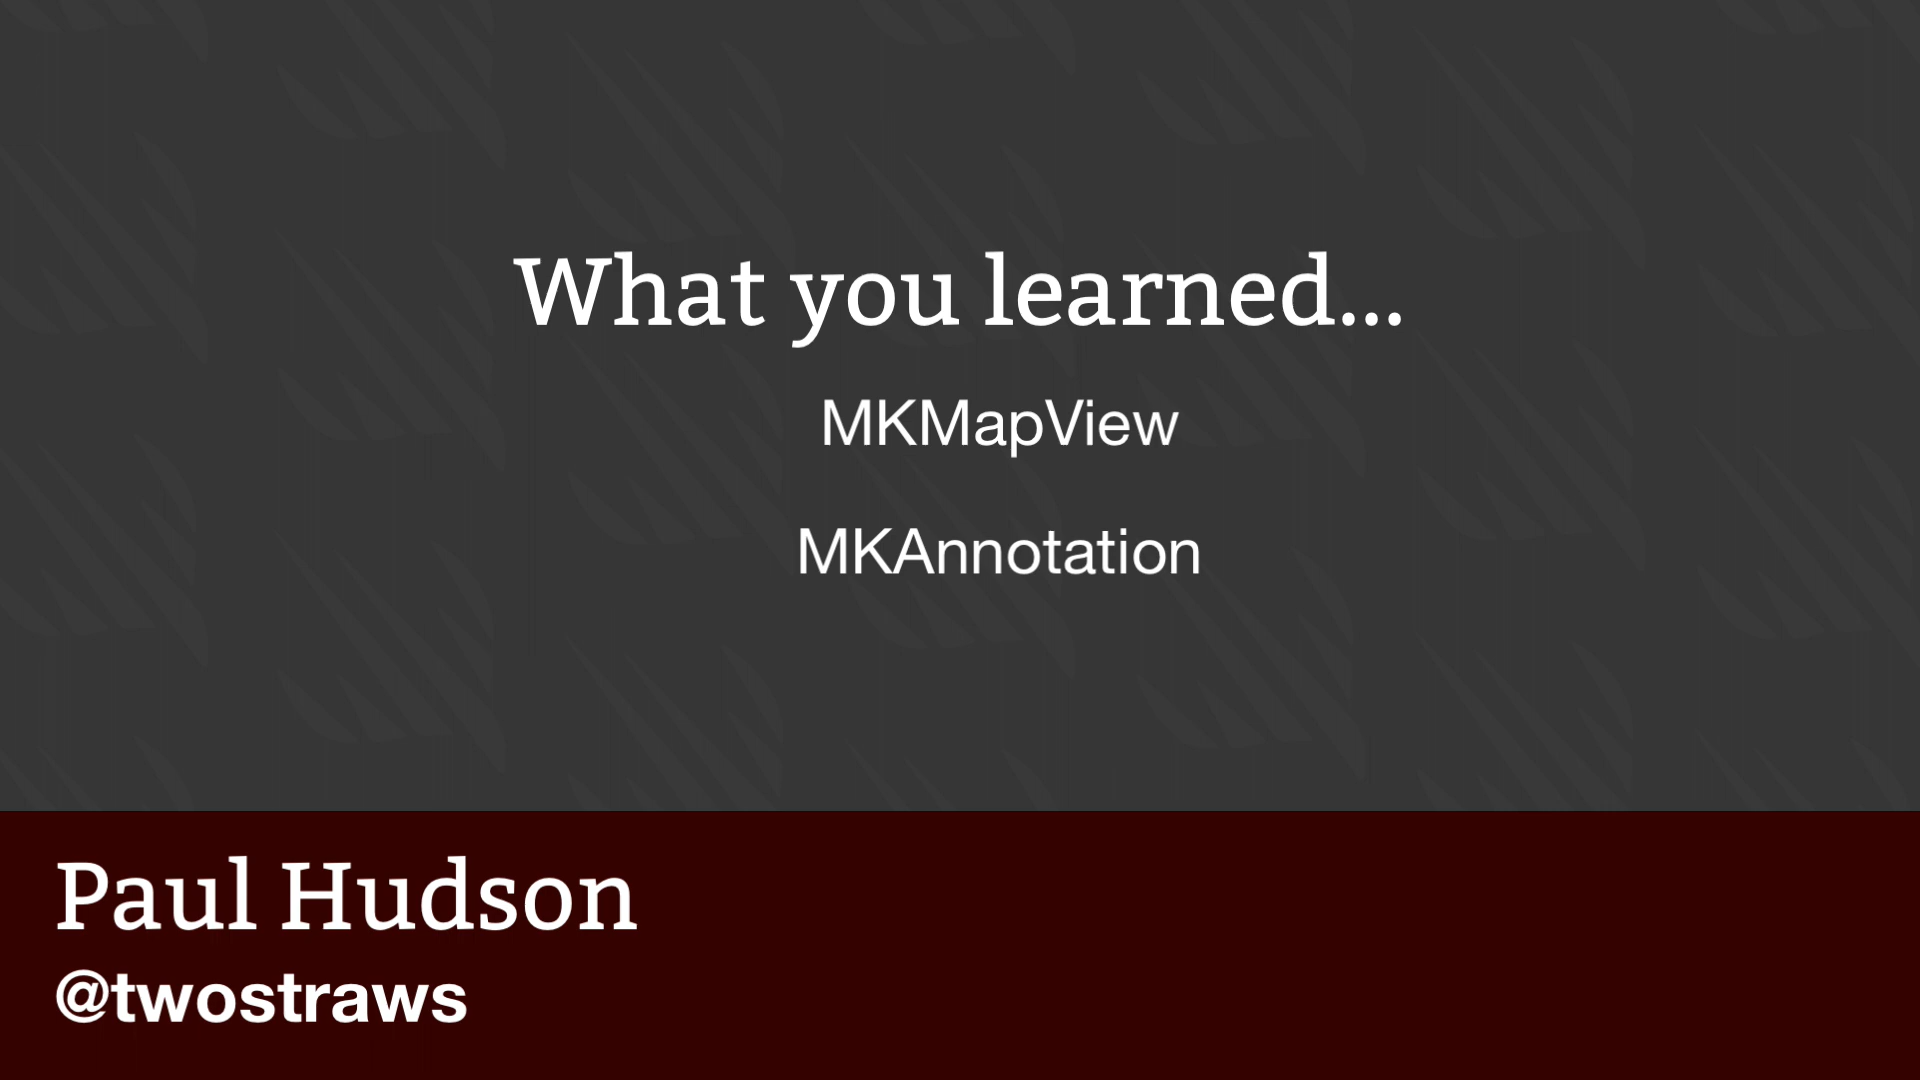 What you learned...
MKMapView
MKAnnotation
Paul Hudson
@twostraws